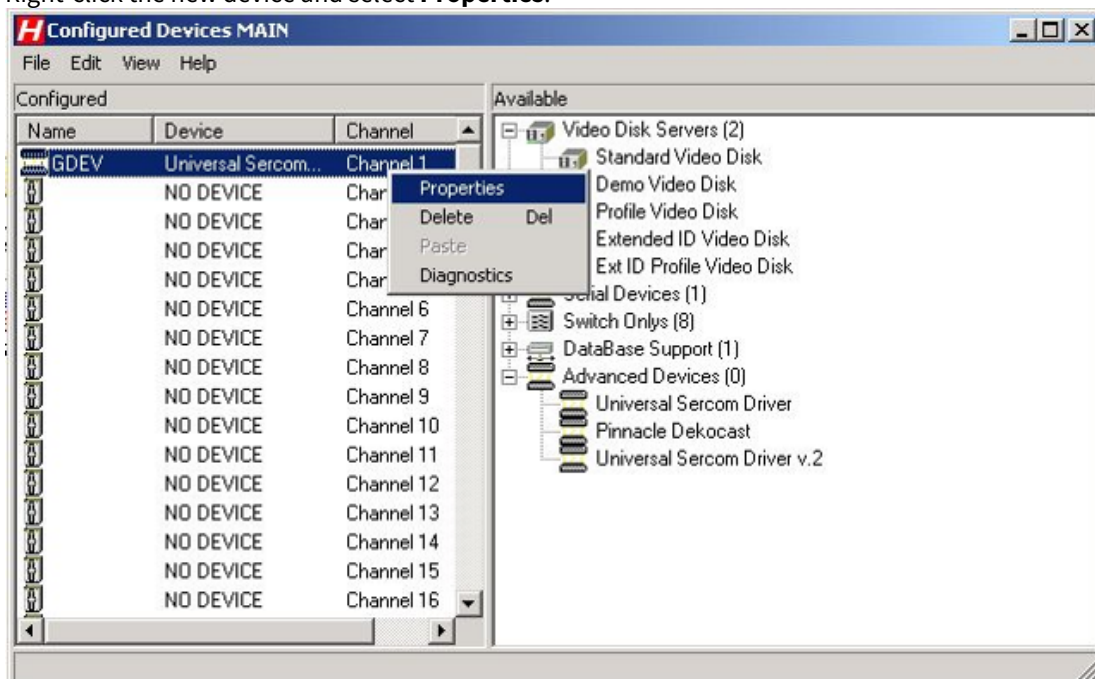 Right-click the new device and select Properties.
Configured Devices MAIN
File Edit View Help
Configured
Name Device Channel
GDEV Universal Sercom... Channel 1
NO DEVICE Char
NO DEVICE Char
NO DEVICE Char
NO DEVICE Char
NO DEVICE Channel 6
NO DEVICE Channel 7
NO DEVICE Channel 8
NO DEVICE Channel 9
NO DEVICE Channel 10
NO DEVICE Channel 11
NO DEVICE Channel 12
NO DEVICE Channel 13
NO DEVICE Channel 14
NO DEVICE Channel 15
NO DEVICE Channel 16
Properties
Delete Del
Paste
Diagnostics
Available
Video Disk Servers (2)
Standard Video Disk
Demo Video Disk
Profile Video Disk
Extended ID Video Disk
Ext ID Profile Video Disk
Serial Devices (1)
Switch Onlys (8)
DataBase Support (1)
Advanced Devices (0)
Universal Sercom Driver
Pinnacle Dekocast
Universal Sercom Driver v.2